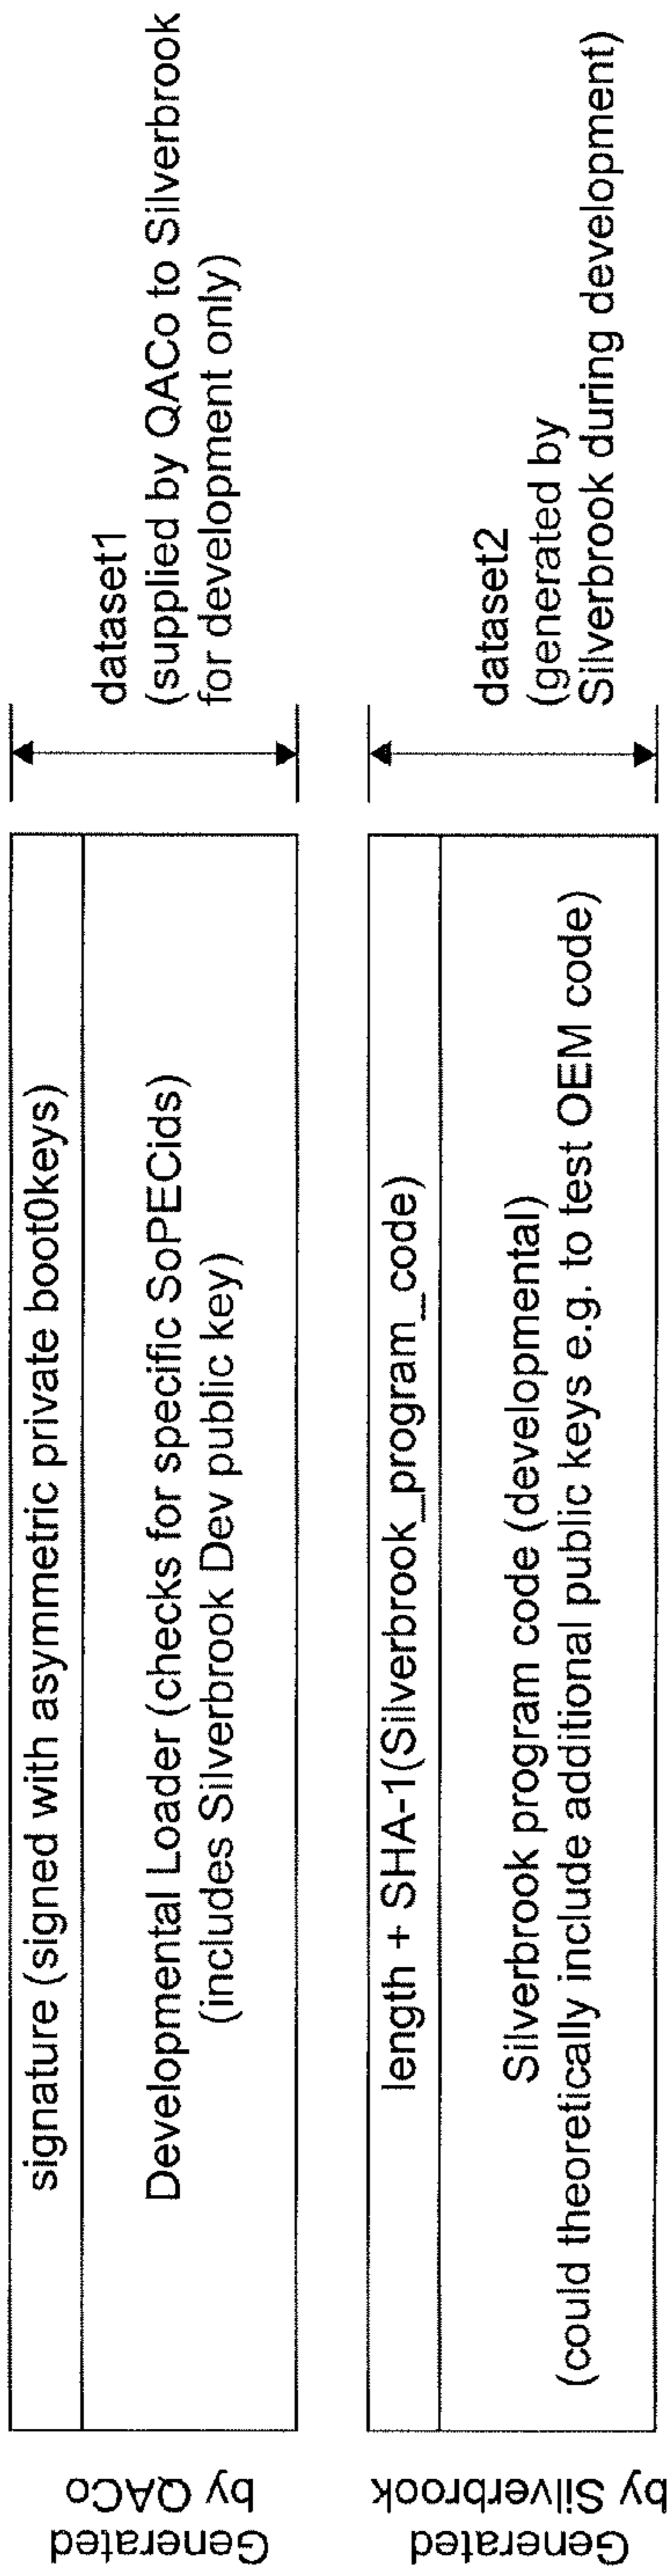 Generated
by QACo
signature (signed with asymmetric private boot0keys)
Developmental Loader (checks for specific SoPECids)
(includes Silverbrook Dev public key)
dataset1
(supplied by QACo to Silverbrook
for development only)
Generated
by Silverbrook
length + SHA-1(Silverbrook_program_code)
Silverbrook program code (developmental)
(could theoretically include additional public keys e.g. to test OEM code)
dataset2
(generated by
Silverbrook during development)